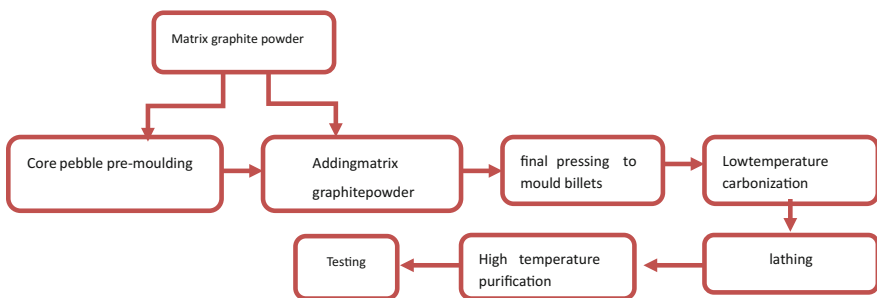 Matrix graphite powder
Core pebble pre-moulding
Addingmatrix
graphitepowder
final pressing to
mould billets
Lowtemperature
carbonization
Testing
High temperature
purification
lathing